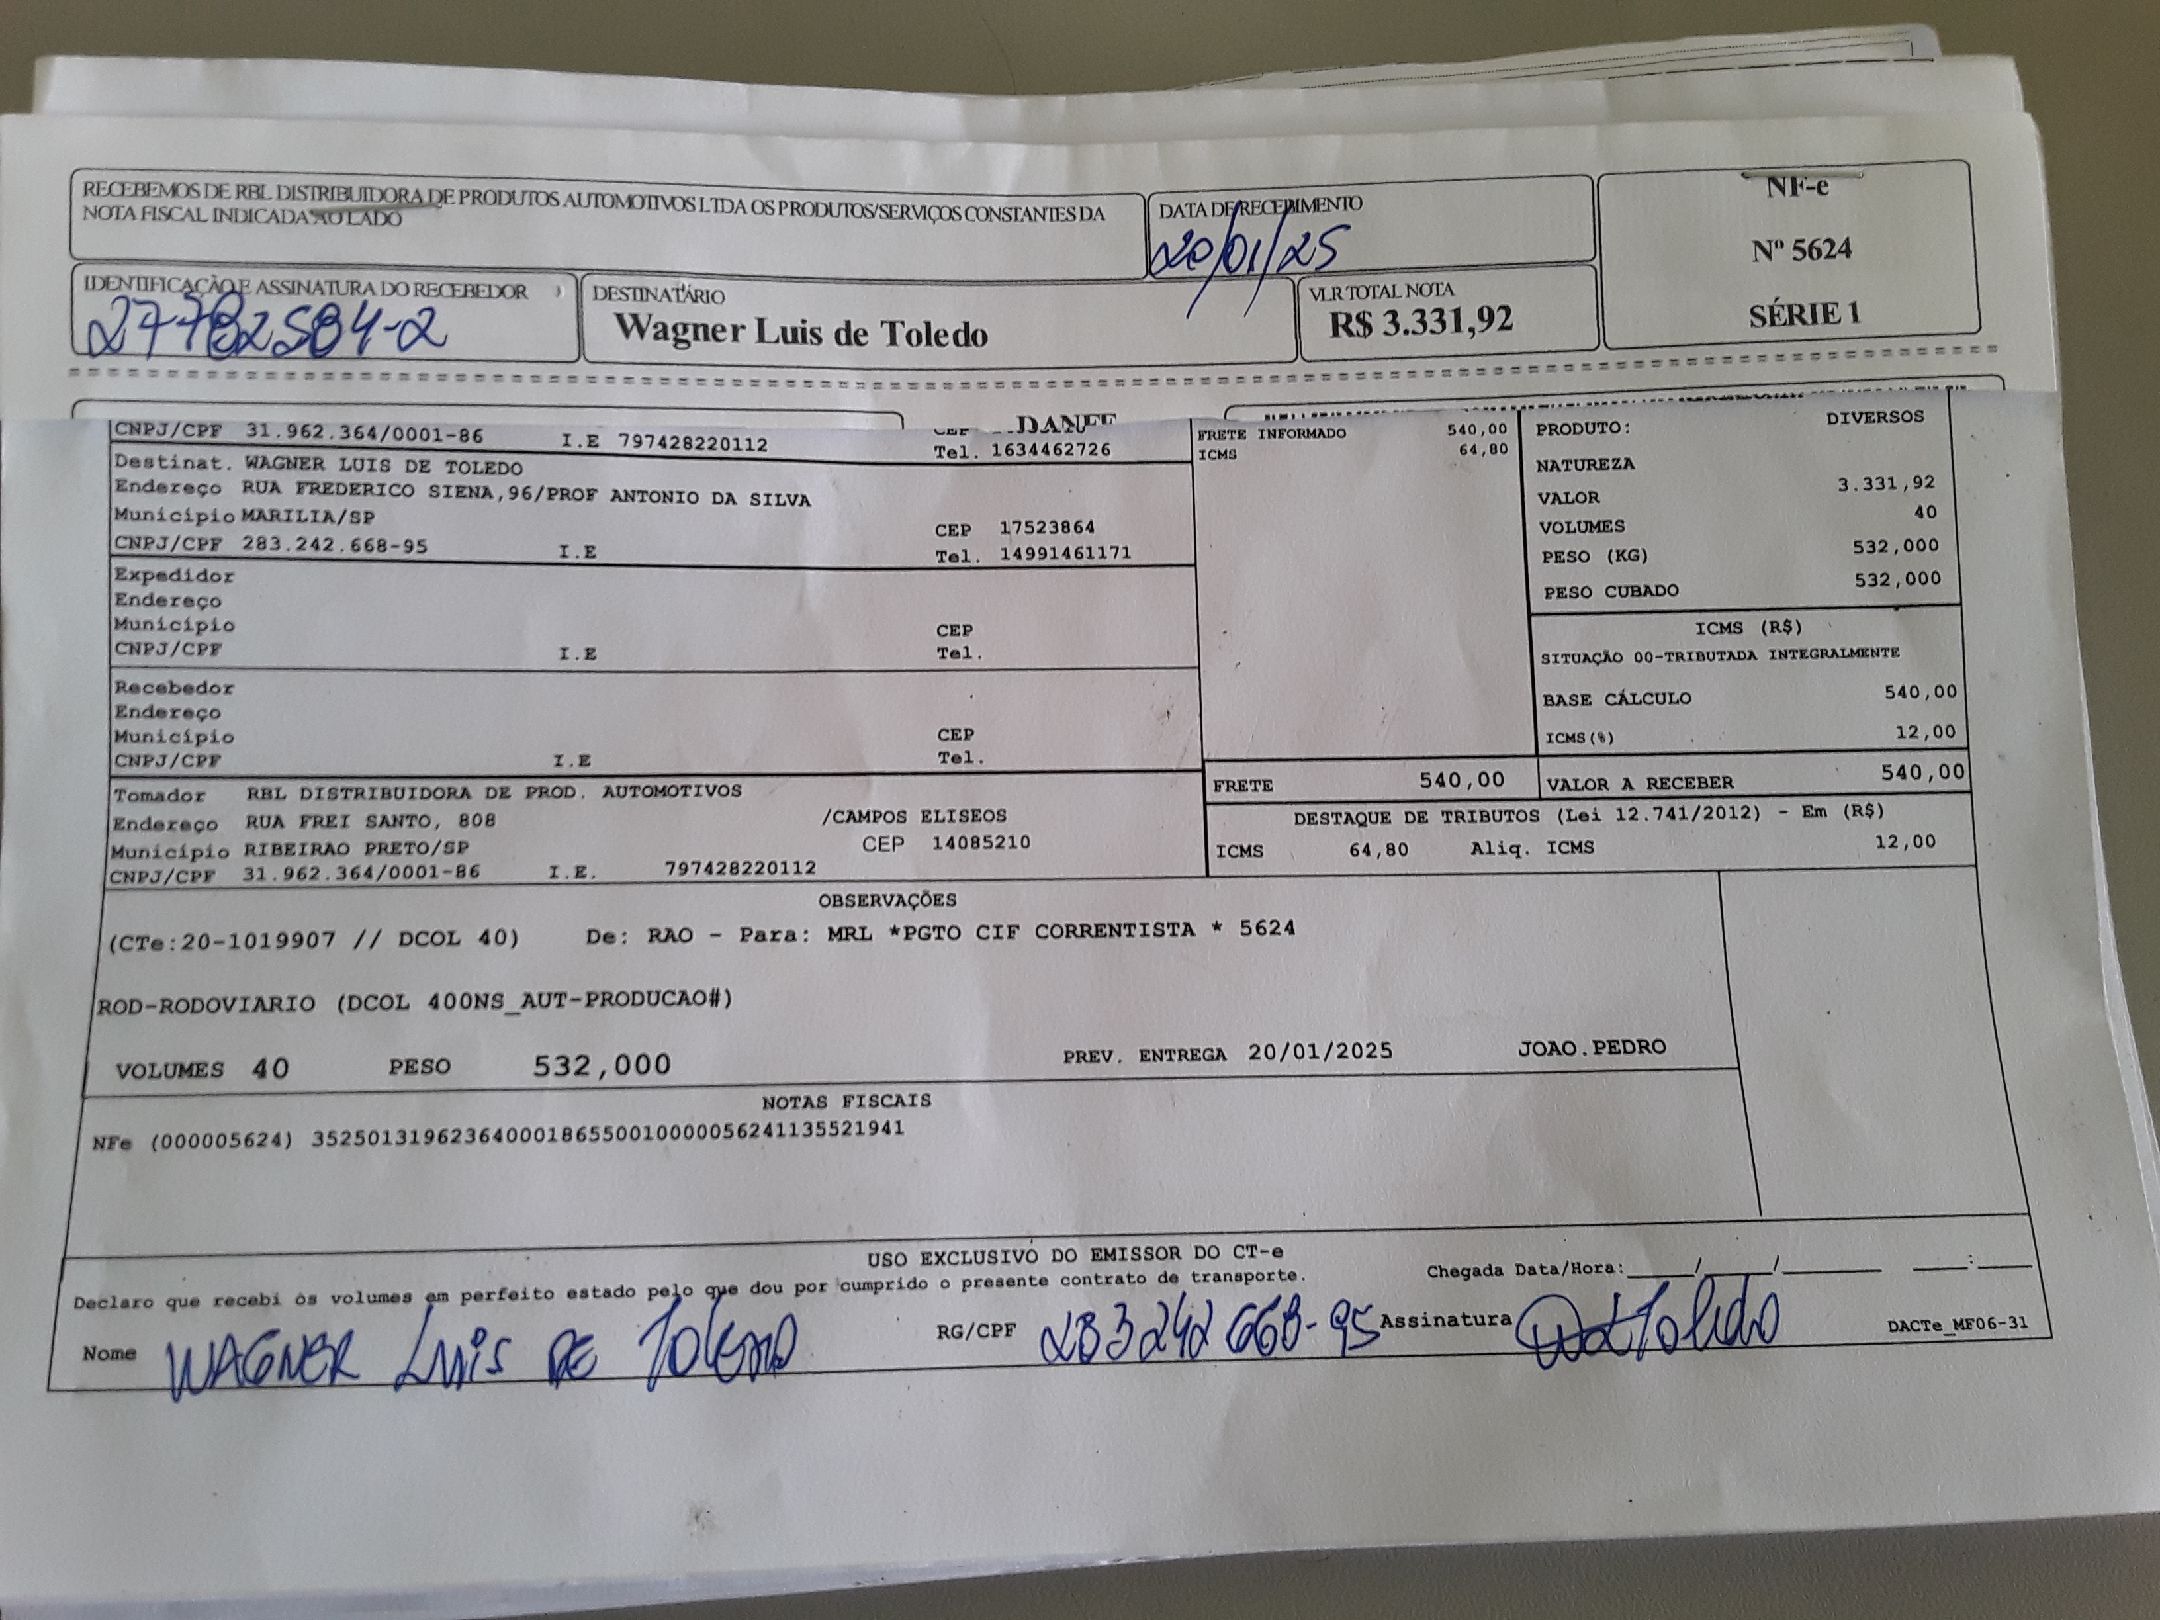 RECEBEMOS DE RBL DISTRIBUIDORA DE PRODUTOS AUTOMOTIVOS LTDA OS PRODUTOS/SERVIÇOS CONSTANTES DA
NOTA FISCAL INDICADA AO LADO
DATA DE RECEBIMENTO
20/01/25
NF-e
Nº 5624
SÉRIE 1
IDENTIFICAÇÃO E ASSINATURA DO RECEBEDOR
27782584-2
DESTINATÁRIO
Wagner Luis de Toledo
VLR TOTAL NOTA
R$ 3.331,92
DANFE
CNPJ/CPF 31.962.364/0001-86 I.E 797428220112 Tel. 1634462726
Destinat. WAGNER LUIS DE TOLEDO
Endereço RUA FREDERICO SIENA,96/PROF ANTONIO DA SILVA
Município MARILIA/SP CEP 17523864
CNPJ/CPF 283.242.668-95 I.E Tel. 14991461171
Expedidor
Endereço
Município CEP
CNPJ/CPF I.E Tel.
Recebedor
Endereço
Município CEP
CNPJ/CPF I.E Tel.
Tomador RBL DISTRIBUIDORA DE PROD. AUTOMOTIVOS
Endereço RUA FREI SANTO, 808 /CAMPOS ELISEOS
Município RIBEIRAO PRETO/SP CEP 14085210
CNPJ/CPF 31.962.364/0001-86 I.E. 797428220112
FRETE INFORMADO 540,00
ICMS 64,80
PRODUTO: DIVERSOS
NATUREZA
VALOR 3.331,92
VOLUMES 40
PESO (KG) 532,000
PESO CUBADO 532,000
ICMS (R$)
SITUAÇÃO 00-TRIBUTADA INTEGRALMENTE
BASE CÁLCULO 540,00
ICMS(%) 12,00
FRETE 540,00 VALOR A RECEBER 540,00
DESTAQUE DE TRIBUTOS (Lei 12.741/2012) - Em (R$)
ICMS 64,80 Aliq. ICMS 12,00
OBSERVAÇÕES
(CTe:20-1019907 // DCOL 40) De: RAO - Para: MRL *PGTO CIF CORRENTISTA * 5624
ROD-RODOVIARIO (DCOL 400NS_AUT-PRODUCAO#)
VOLUMES 40 PESO 532,000 PREV. ENTREGA 20/01/2025 JOAO.PEDRO
NOTAS FISCAIS
NFe (000005624) 35250131962364000186550010000056241135521941
USO EXCLUSIVO DO EMISSOR DO CT-e
Declaro que recebi os volumes em perfeito estado pelo que dou por cumprido o presente contrato de transporte. Chegada Data/Hora:_____/_____/_______ ____:____
Nome WAGNER LUIS DE TOLEDO RG/CPF 283242668-95 Assinatura
DACTe_MF06-31